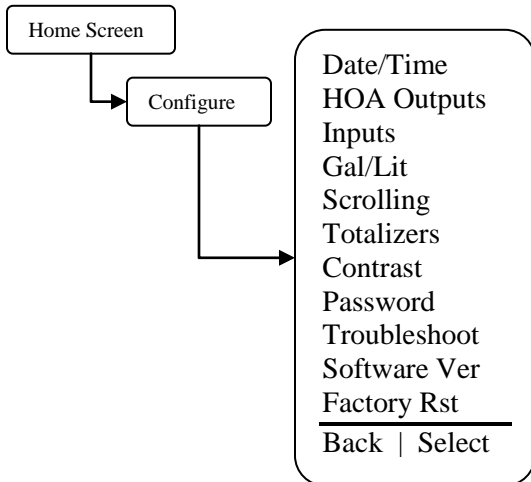 Home Screen
Configure
Date/Time
HOA Outputs
Inputs
Gal/Lit
Scrolling
Totalizers
Contrast
Password
Troubleshoot
Software Ver
Factory Rst
Back | Select